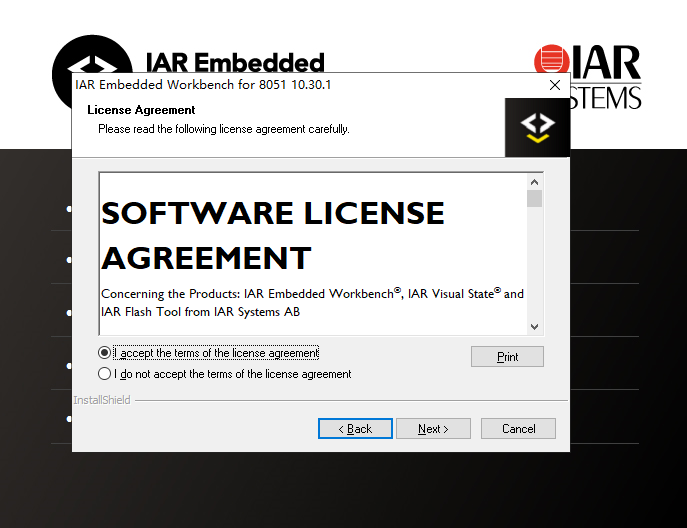 IAR Embedded
IAR
STEMS
IAR Embedded Workbench for 8051 10.30.1
License Agreement
Please read the following license agreement carefully.
SOFTWARE LICENSE
AGREEMENT
Concerning the Products: IAR Embedded Workbench®, IAR Visual State® and
IAR Flash Tool from IAR Systems AB
I accept the terms of the license agreement
Print
I do not accept the terms of the license agreement
InstallShield
< Back
Next >
Cancel